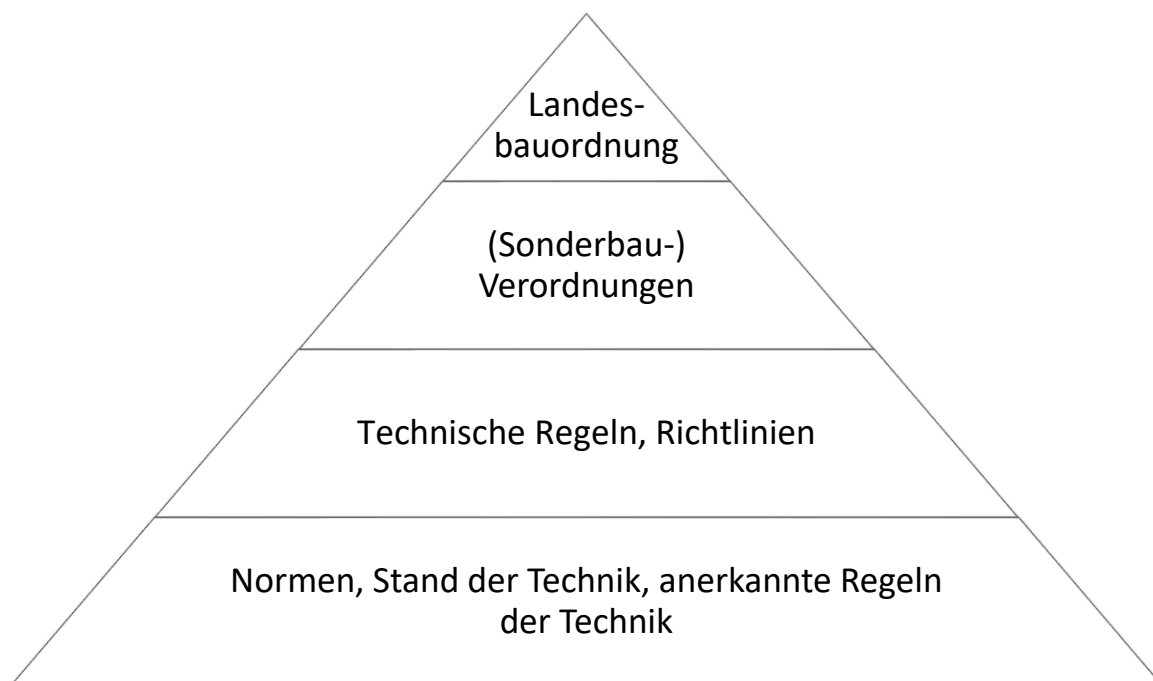 Landes-
bauordnung
(Sonderbau-)
Verordnungen
Technische Regeln, Richtlinien
Normen, Stand der Technik, anerkannte Regeln
der Technik